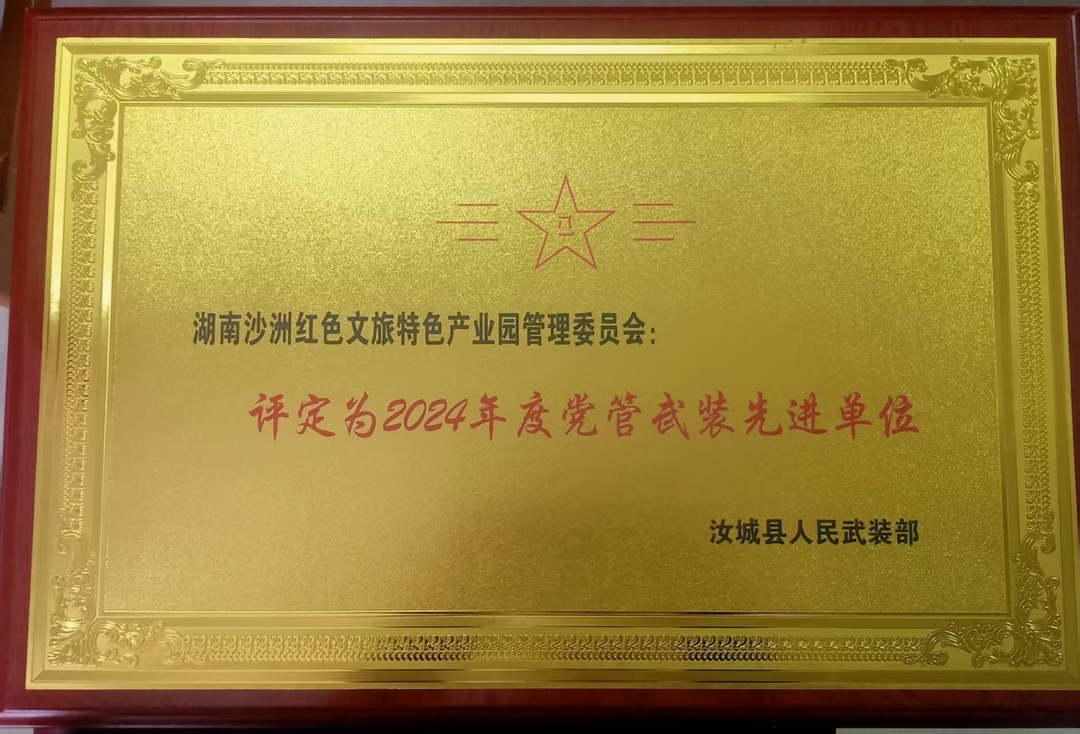 八一
湖南沙洲红色文旅特色产业园管理委员会:
评定为2024年度党管武装先进单位
汝城县人民武装部